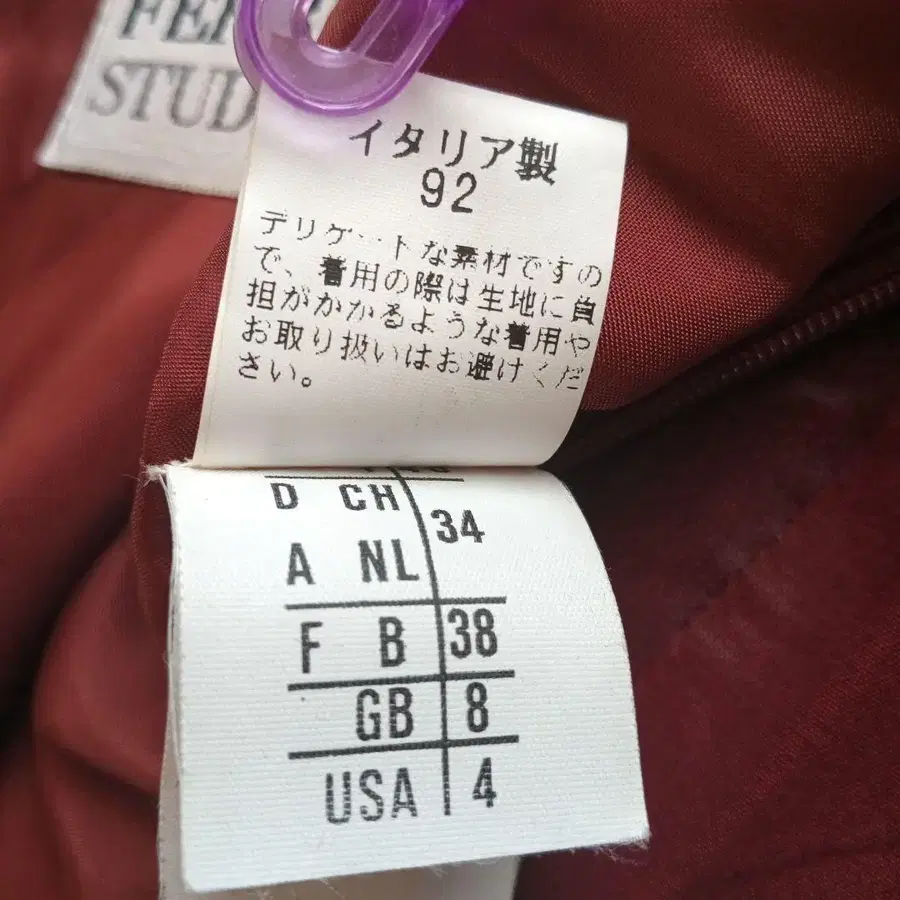 STUD
イタリア製
92
デリケートな素材ですの
で、着用の際は生地に負
担がかかるような着用や
お取り扱いはお避けくだ
さい。
D CH 34
A NL
F B 38
GB 8
USA 4